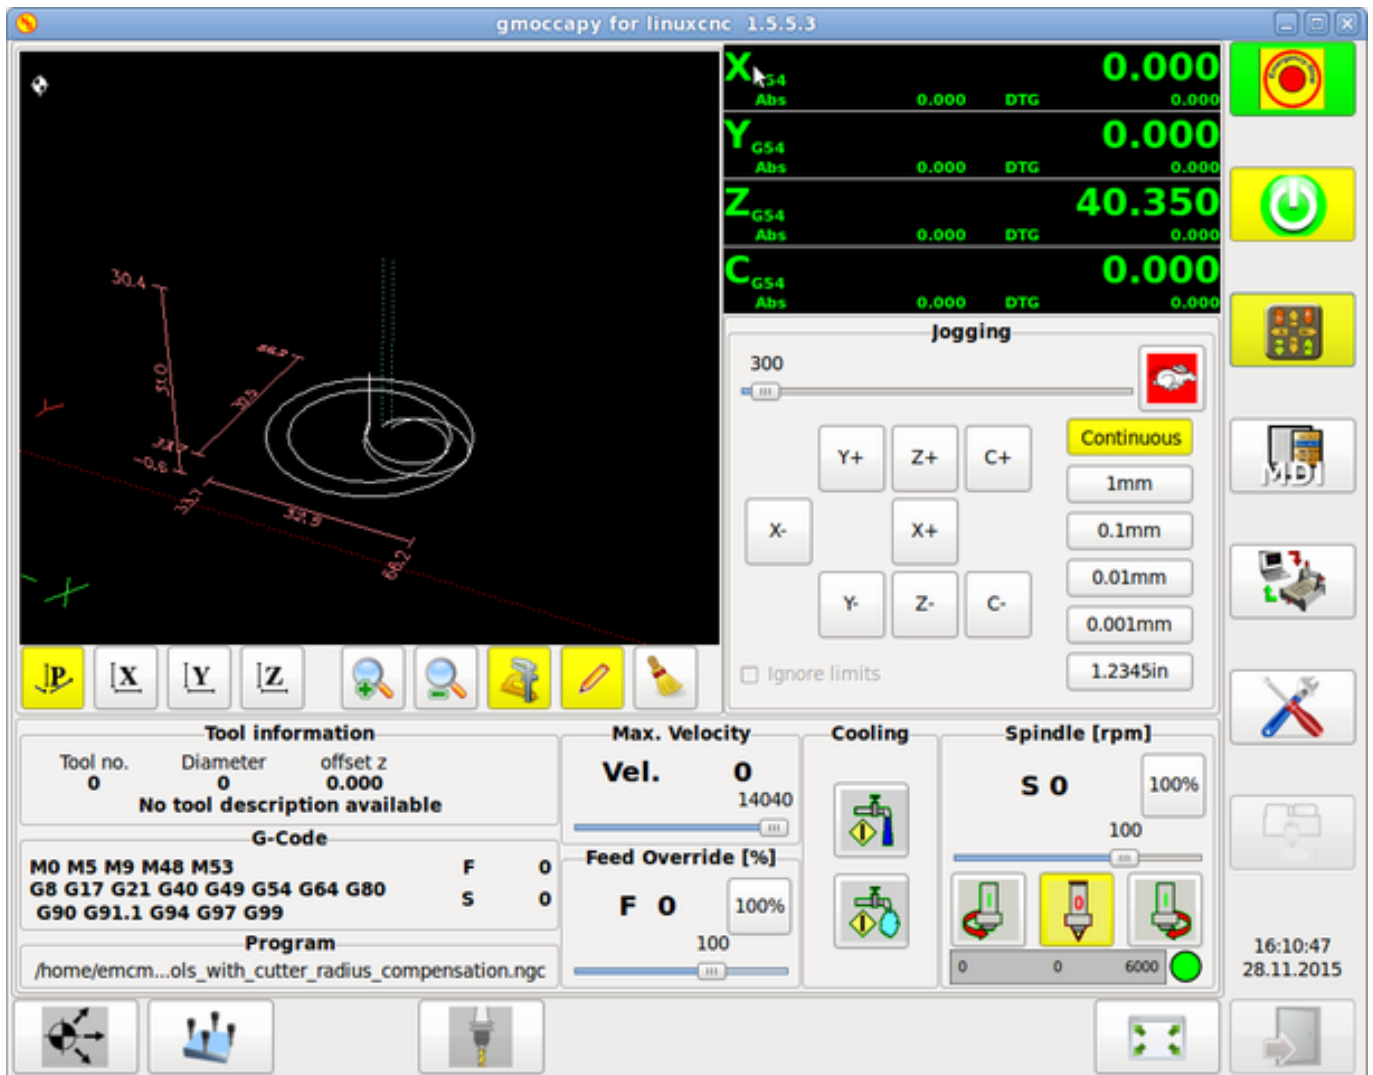 gmoccapy for linuxcnc 1.5.5.3
X 0.000
Abs 0.000 DTG 0.000
Y G54 0.000
Abs 0.000 DTG 0.000
Z G54 40.350
Abs 0.000 DTG 0.000
C G54 0.000
Abs 0.000 DTG 0.000
30.4
31.0
-0.6
66.2
Jogging
300
Y+ Z+ C+
X- X+
Y- Z- C-
Continuous
1mm
0.1mm
0.01mm
0.001mm
1.2345in
Ignore limits
MDI
P X Y Z
Tool information
Tool no. Diameter offset z
0 0 0.000
No tool description available
G-Code
M0 M5 M9 M48 M53 F 0
G8 G17 G21 G40 G49 G54 G64 G80 S 0
G90 G91.1 G94 G97 G99
Program
/home/emcm...ols_with_cutter_radius_compensation.ngc
Max. Velocity
Vel. 0
14040
Feed Override [%]
F 0 100%
100
Cooling
Spindle [rpm]
S 0 100%
100
0 0 6000
16:10:47
28.11.2015